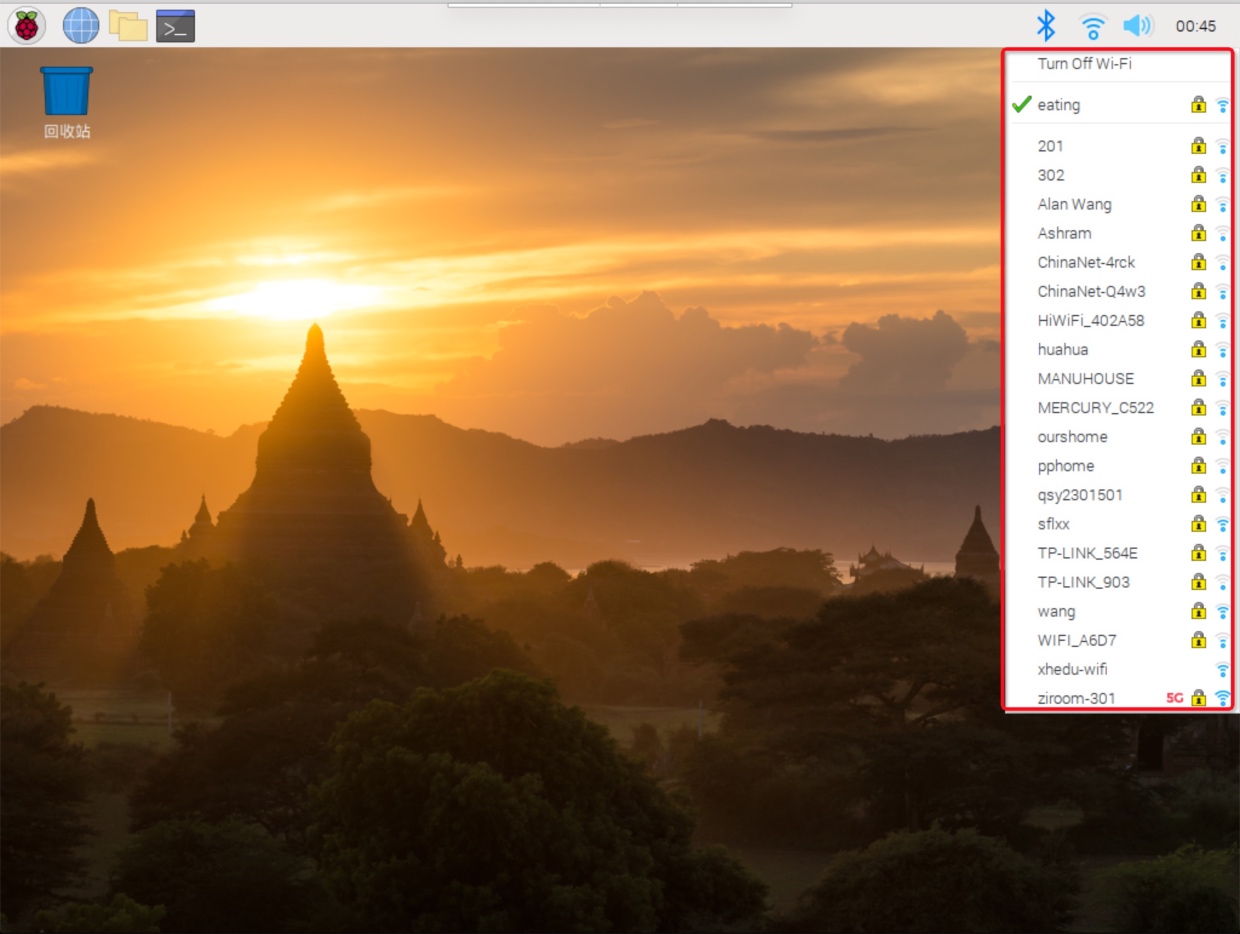 >_
00:45
回收站
Turn Off Wi-Fi
eating
201
302
Alan Wang
Ashram
ChinaNet-4rck
ChinaNet-Q4w3
HiWiFi_402A58
huahua
MANUHOUSE
MERCURY_C522
ourshome
pphome
qsy2301501
sflxx
TP-LINK_564E
TP-LINK_903
wang
WIFI_A6D7
xhedu-wifi
ziroom-301 5G